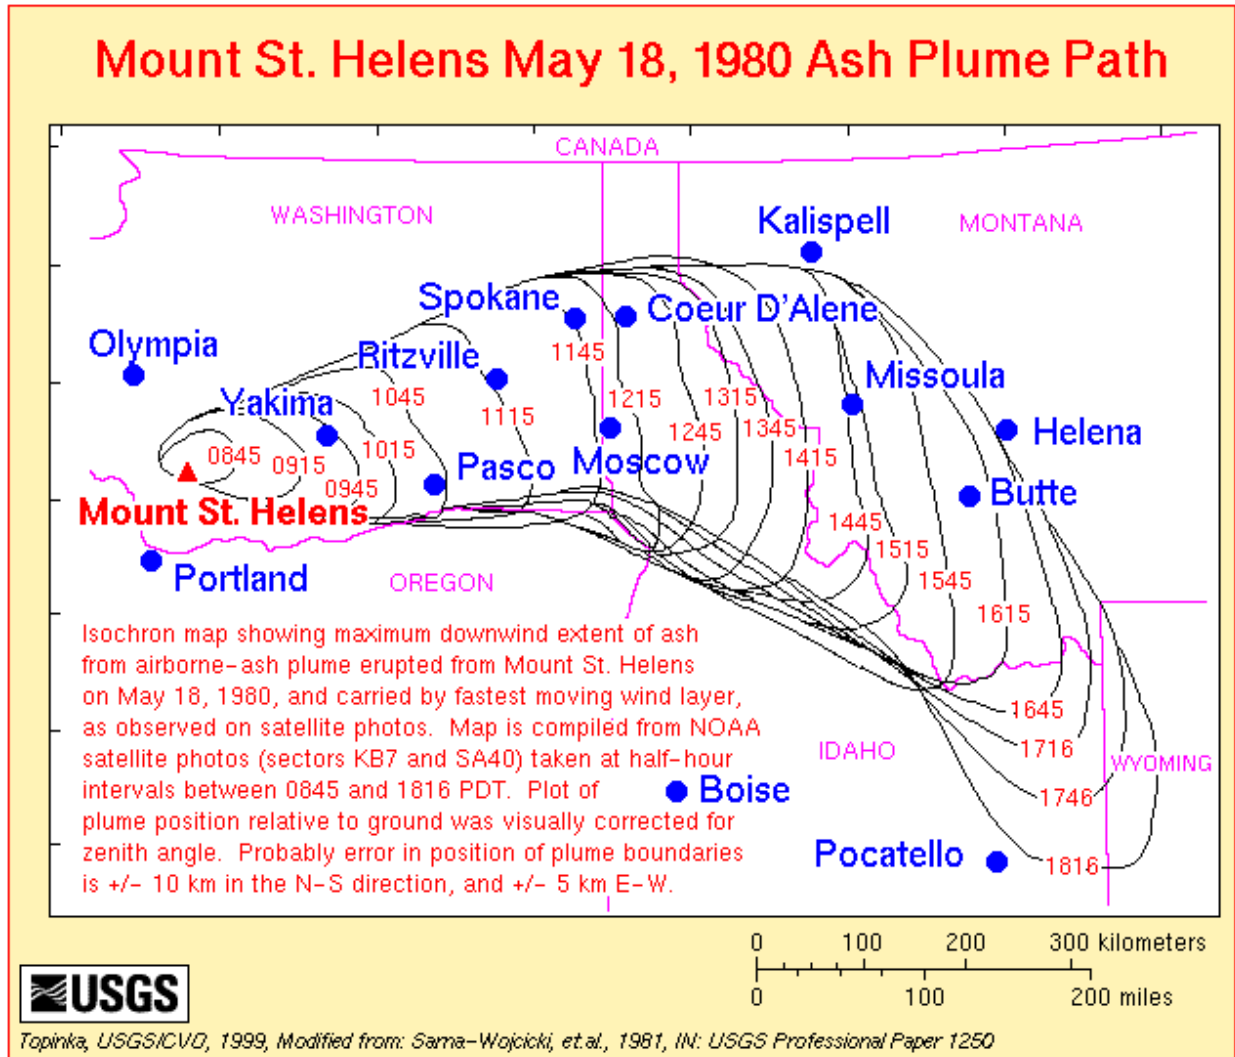 Mount St. Helens May 18, 1980 Ash Plume Path
CANADA
WASHINGTON
MONTANA
Kalispell
Spokane
Coeur D'Alene
Olympia
Ritzville
1145
Missoula
Yakima
1045
1115
1215
1315
1345
Helena
0845
0915
1015
1245
1415
0945
Pasco
Moscow
Butte
Mount St. Helens
1445
1515
1545
Portland
OREGON
1615
Isochron map showing maximum downwind extent of ash
from airborne-ash plume erupted from Mount St. Helens
on May 18, 1980, and carried by fastest moving wind layer,
as observed on satellite photos.  Map is compiled from NOAA
satellite photos (sectors KB7 and SA40) taken at half-hour
intervals between 0845 and 1816 PDT.  Plot of
plume position relative to ground was visually corrected for
zenith angle.  Probably error in position of plume boundaries
is +/- 10 km in the N-S direction, and +/- 5 km E-W.
1645
1716
IDAHO
WYOMING
1746
Boise
Pocatello
1816
0 100 200 300 kilometers
0 100 200 miles
USGS
Topinka, USGS/CVO, 1999, Modified from: Sarna-Wojcicki, et.al., 1981, IN: USGS Professional Paper 1250